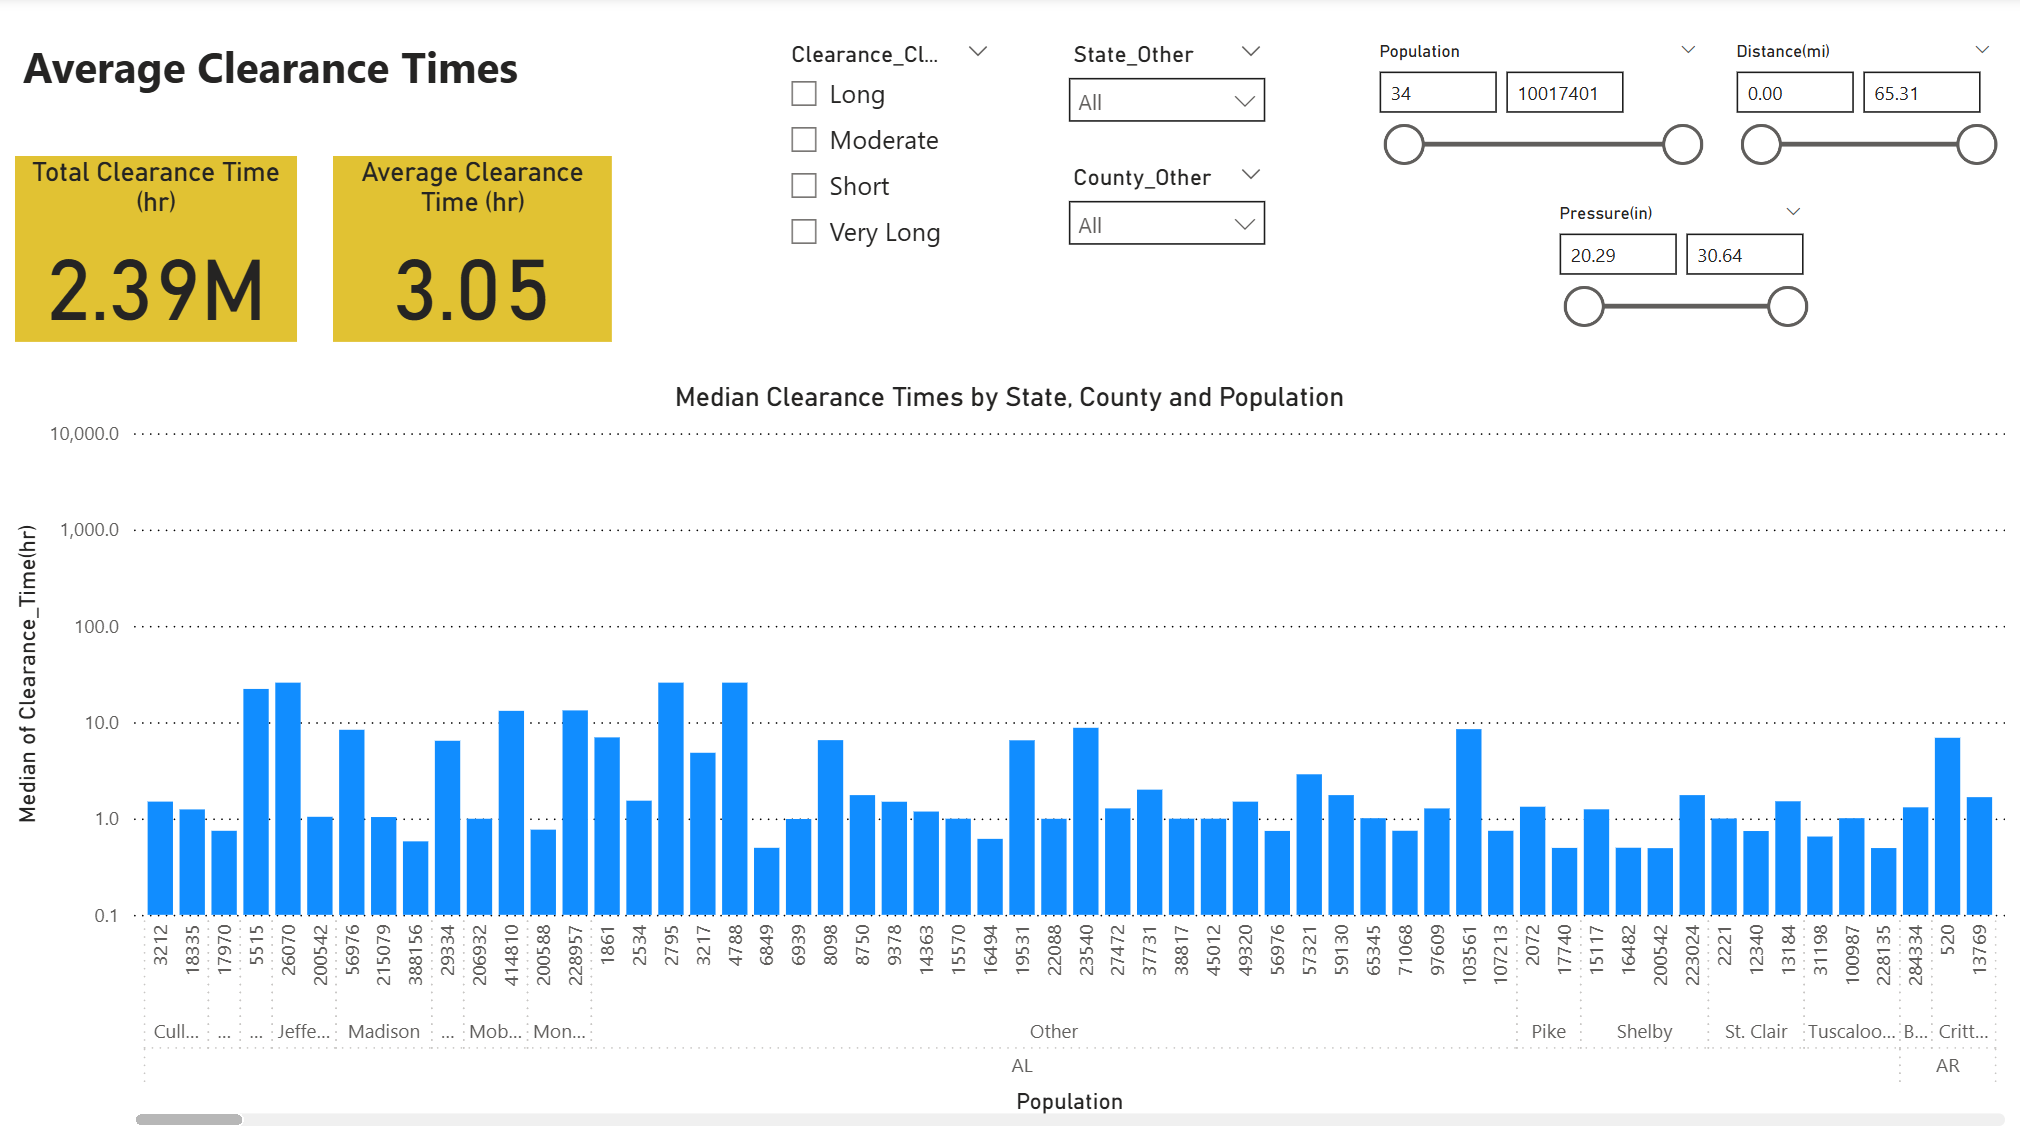 Average Clearance Times
Total Clearance Time
(hr)
2.39M
Average Clearance
Time (hr)
3.05
Clearance_Cl...
Long
Moderate
Short
Very Long
State_Other
All
County_Other
All
Population
34
10017401
Distance(mi)
0.00
65.31
Pressure(in)
20.29
30.64
Median Clearance Times by State, County and Population
Median of Clearance_Time(hr)
10,000.0
1,000.0
100.0
10.0
1.0
0.1
3212
18335
17970
5515
26070
200542
56976
215079
388156
29334
206932
414810
200588
228957
1861
2534
2795
3217
4788
6849
6939
8098
8750
9378
14363
15570
16494
19531
22088
23540
27472
37731
38817
45012
49320
56976
57321
59130
65345
71068
97609
103561
107213
2072
17740
15117
16482
200542
223024
2221
12340
13184
31198
100987
228135
284334
520
13769
Cull...
...
...
Jeffe...
Madison
...
Mob...
Mon...
Other
Pike
Shelby
St. Clair
Tuscaloo...
B...
Critt...
AL
AR
Population